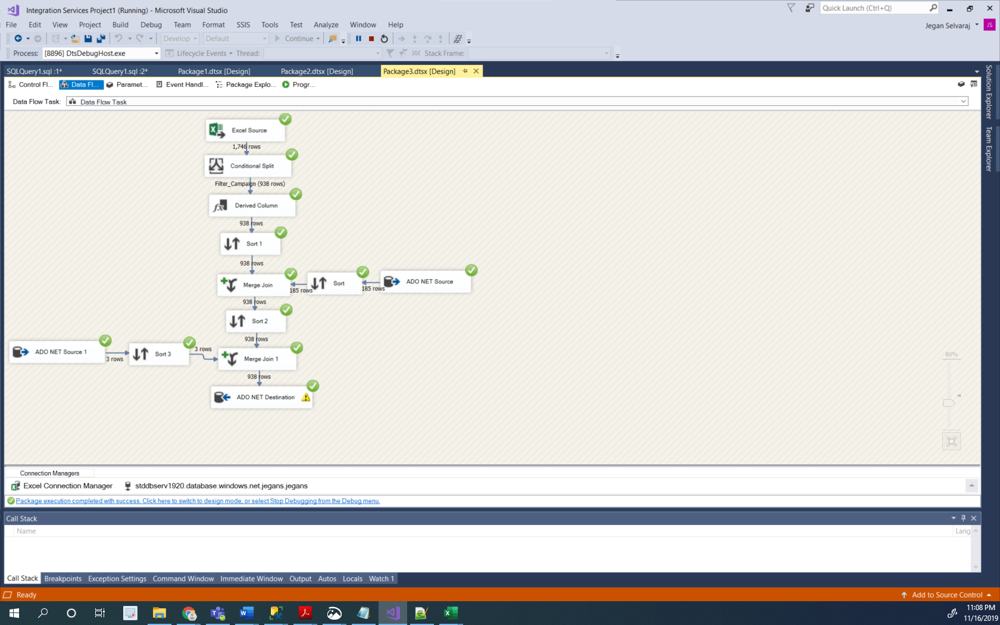 Integration Services Project1 (Running) - Microsoft Visual Studio
Quick Launch (Ctrl+Q)
File Edit View Project Build Debug Team Format SSIS Tools Test Analyze Window Help
Jegan Selvaraj JS
Develop Default Continue
Process: [8896] DtsDebugHost.exe Lifecycle Events Thread: Stack Frame:
SQLQuery1.sql :1* SQLQuery1.sql :2* Package1.dtsx [Design] Package2.dtsx [Design] Package3.dtsx [Design]
Control Fl... Data Fl... Paramet... Event Handl... Package Explo... Progr...
Data Flow Task: Data Flow Task
Solution Explorer
Team Explorer
Excel Source
1,746 rows
Conditional Split
Filter_Campaign (938 rows)
Derived Column
938 rows
Sort 1
938 rows
Merge Join
185 rows
Sort
185 rows
ADO NET Source
938 rows
Sort 2
938 rows
ADO NET Source 1
3 rows
Sort 3
3 rows
Merge Join 1
938 rows
ADO NET Destination
80%
Connection Managers
Excel Connection Manager stddbserv1920.database.windows.net.jegans.jegans
Package execution completed with success. Click here to switch to design mode, or select Stop Debugging from the Debug menu.
Call Stack
Name Lang
Call Stack Breakpoints Exception Settings Command Window Immediate Window Output Autos Locals Watch 1
Ready Add to Source Control
11:08 PM
11/16/2019